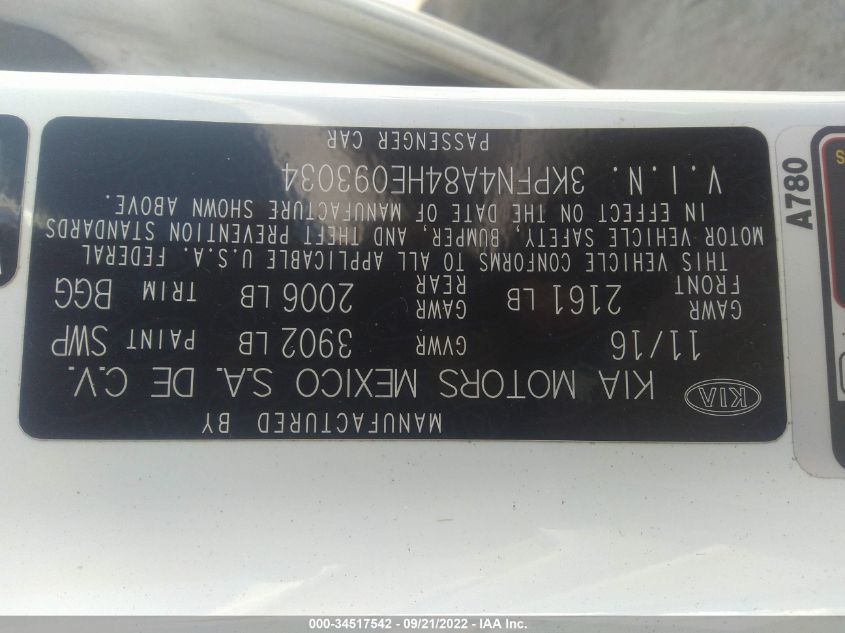 MANUFACTURED BY
KIA KIA MOTORS MEXICO S.A. DE C.V.
11/16 GVWR 3902 LB PAINT SWP
GAWR FRONT 2161 LB GAWR REAR 2006 LB TRIM BGG
THIS VEHICLE CONFORMS TO ALL APPLICABLE U.S.A. FEDERAL
MOTOR VEHICLE SAFETY, BUMPER, AND THEFT PREVENTION STANDARDS
IN EFFECT ON THE DATE OF MANUFACTURE SHOWN ABOVE.
V.I.N. 3KPFN4A84HE093034
PASSENGER CAR
A780
000-34517542 - 09/21/2022 - IAA Inc.